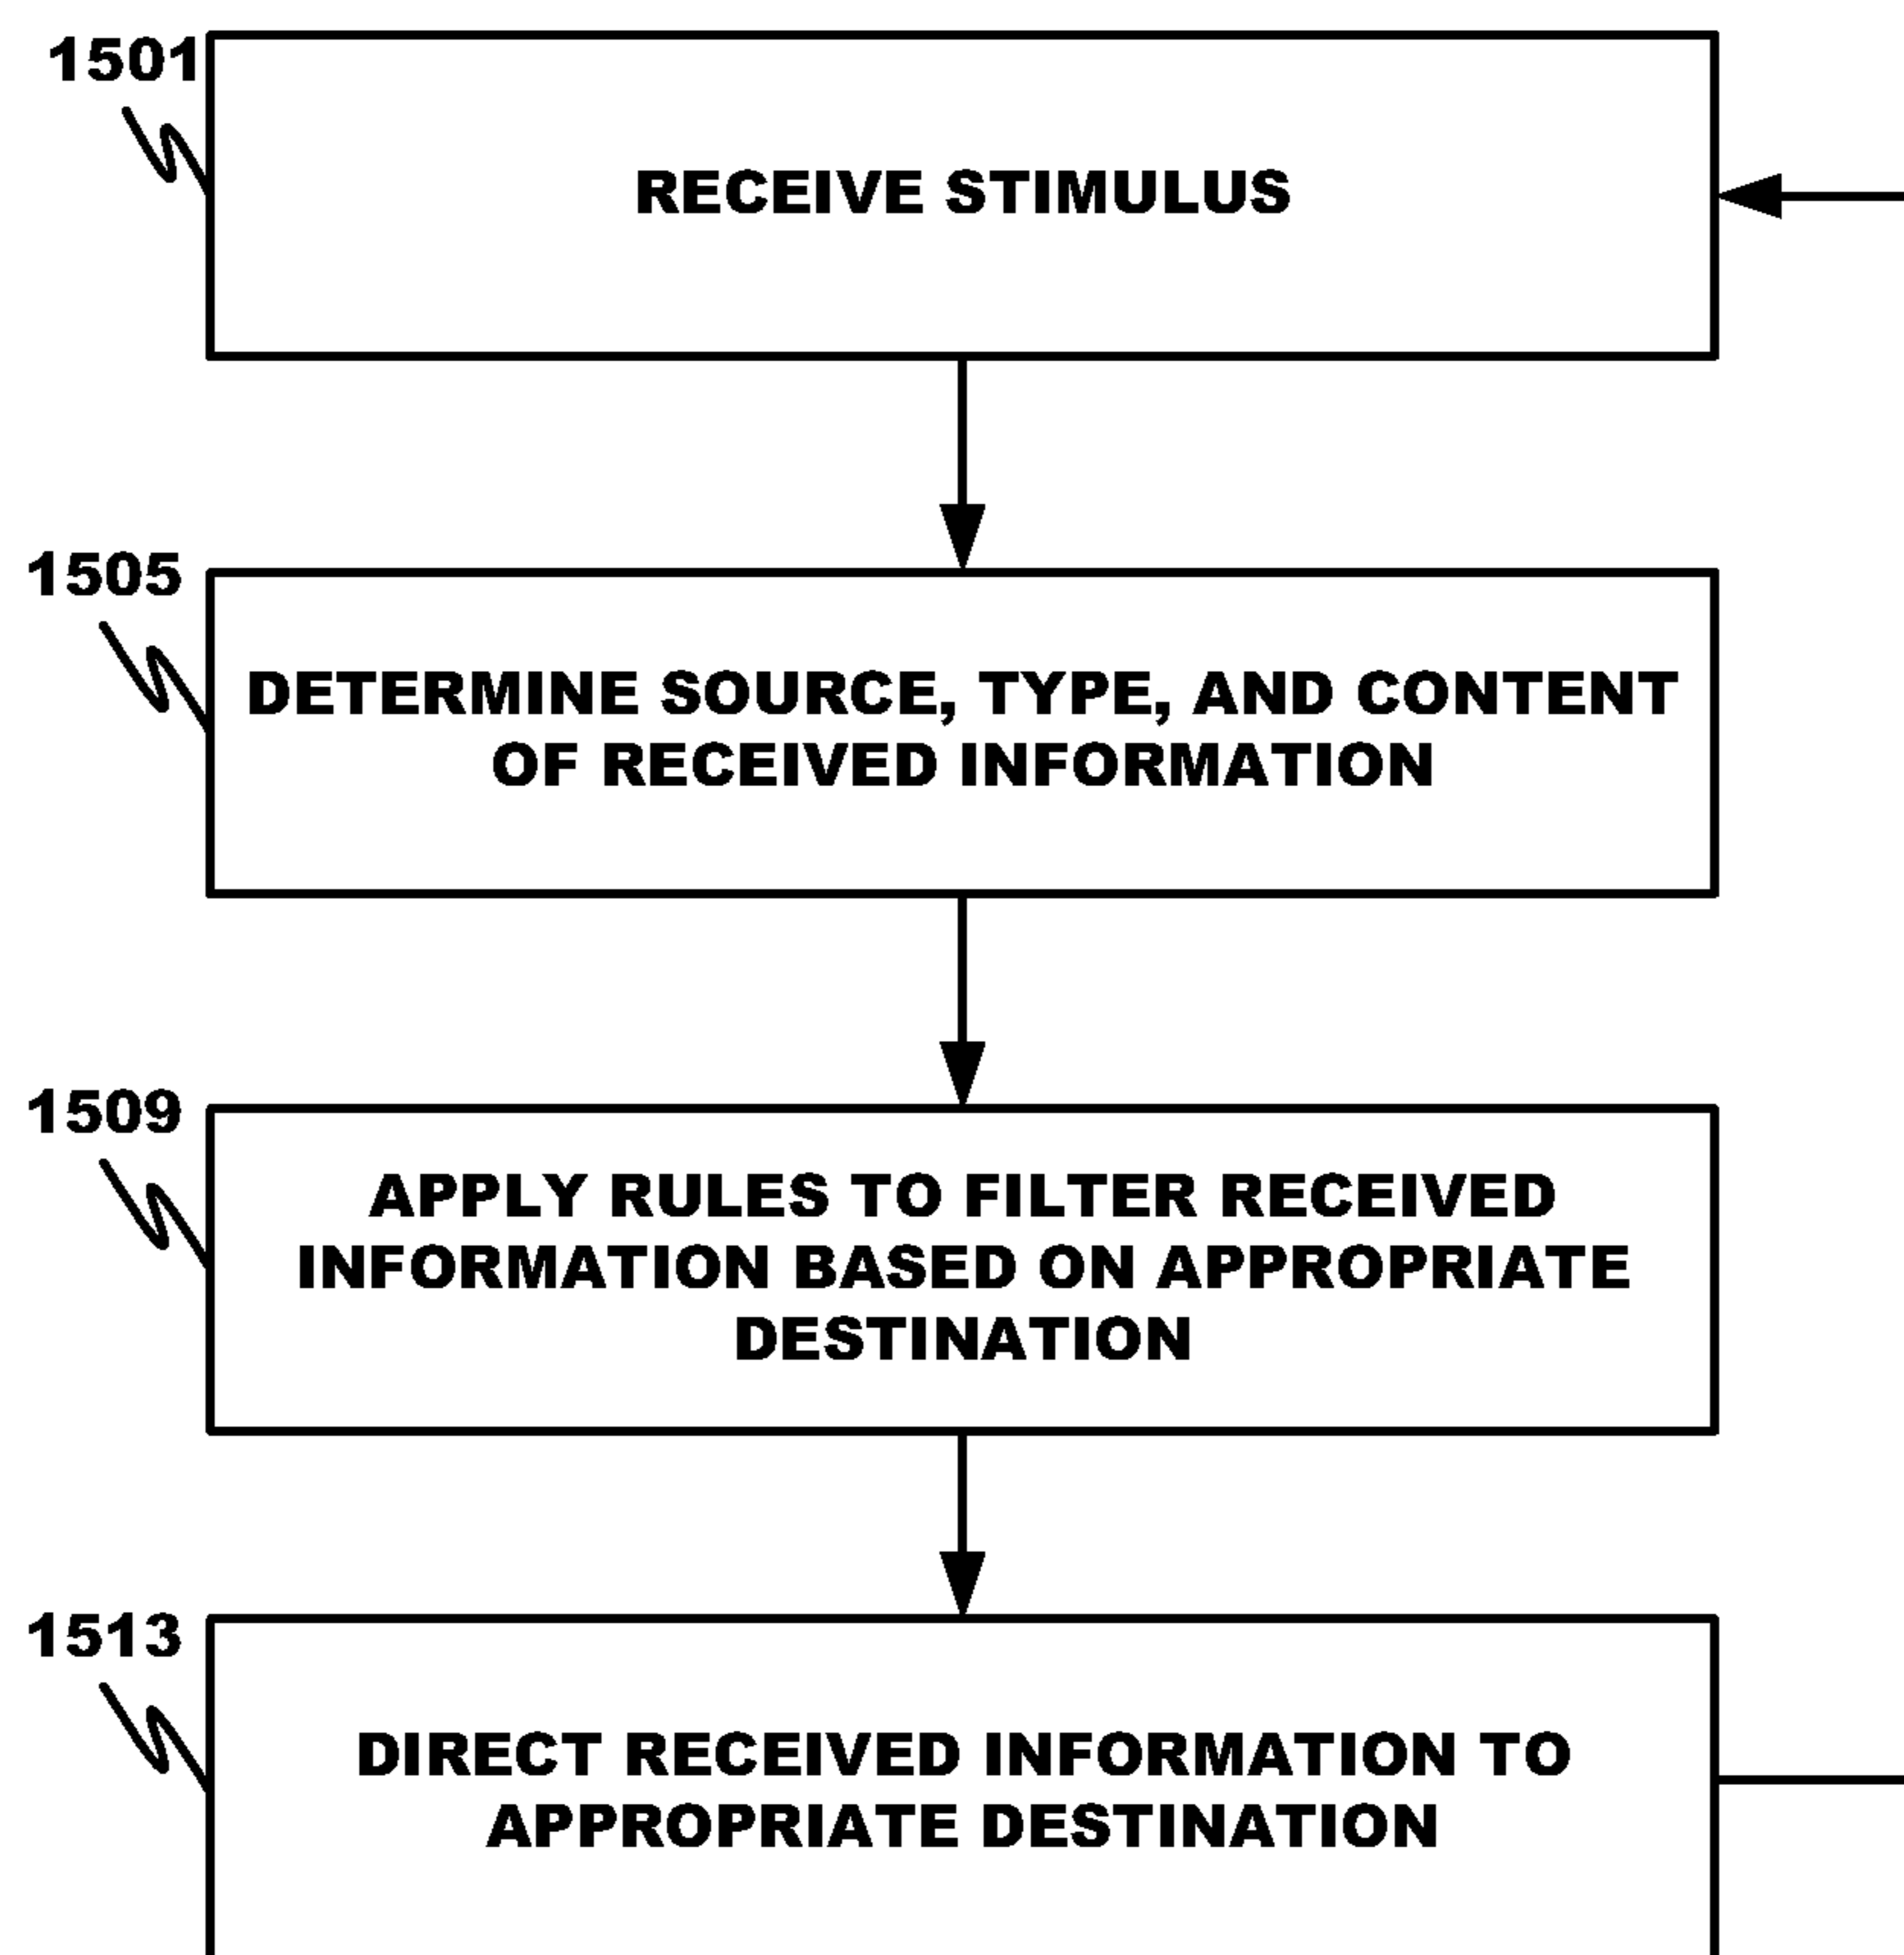 1501
RECEIVE STIMULUS
1505
DETERMINE SOURCE, TYPE, AND CONTENT
OF RECEIVED INFORMATION
1509
APPLY RULES TO FILTER RECEIVED
INFORMATION BASED ON APPROPRIATE
DESTINATION
1513
DIRECT RECEIVED INFORMATION TO
APPROPRIATE DESTINATION